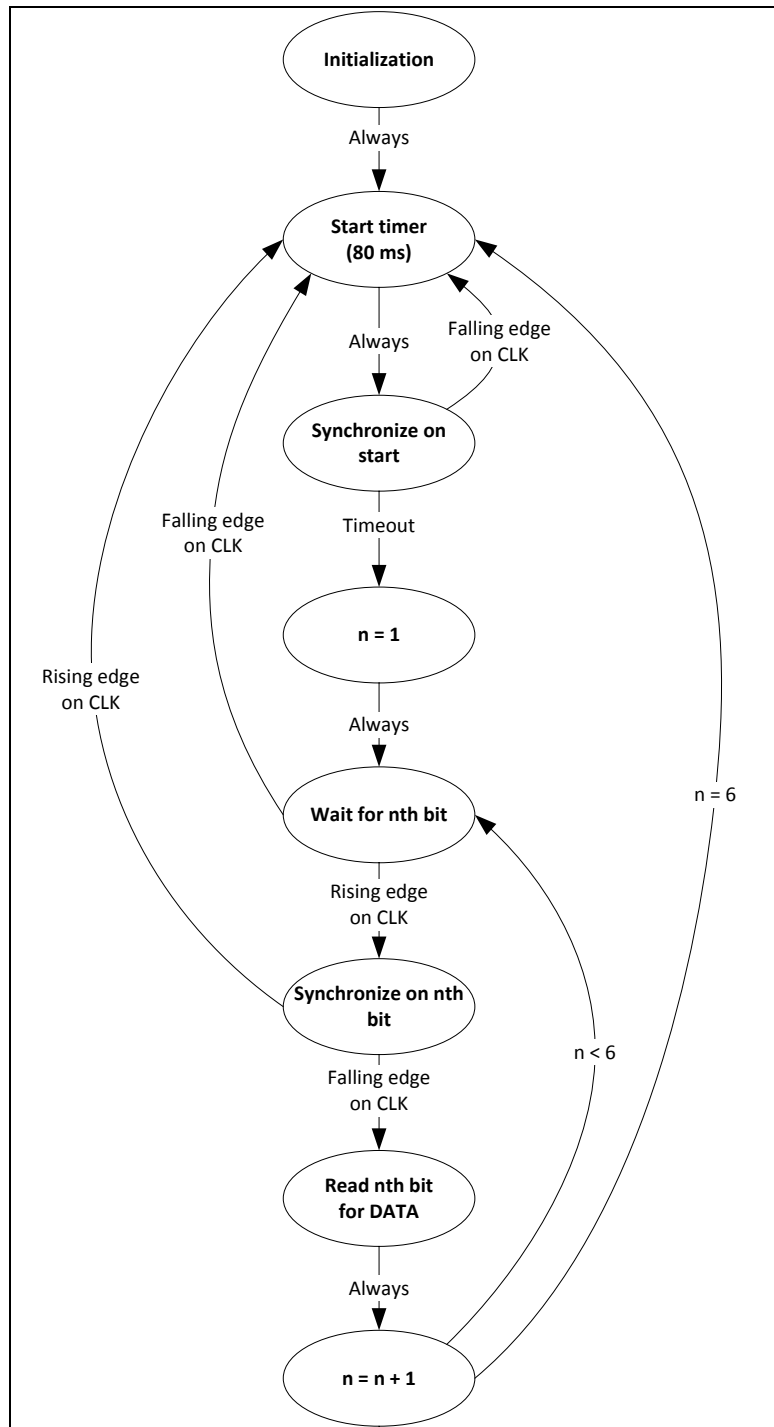 Initialization
Always
Start timer
(80 ms)
Falling edge
on CLK
Always
Synchronize on
start
Falling edge
on CLK
Timeout
n = 1
Rising edge
on CLK
Always
n = 6
Wait for nth bit
Rising edge
on CLK
Synchronize on nth
bit
n < 6
Falling edge
on CLK
Read nth bit
for DATA
Always
n = n + 1